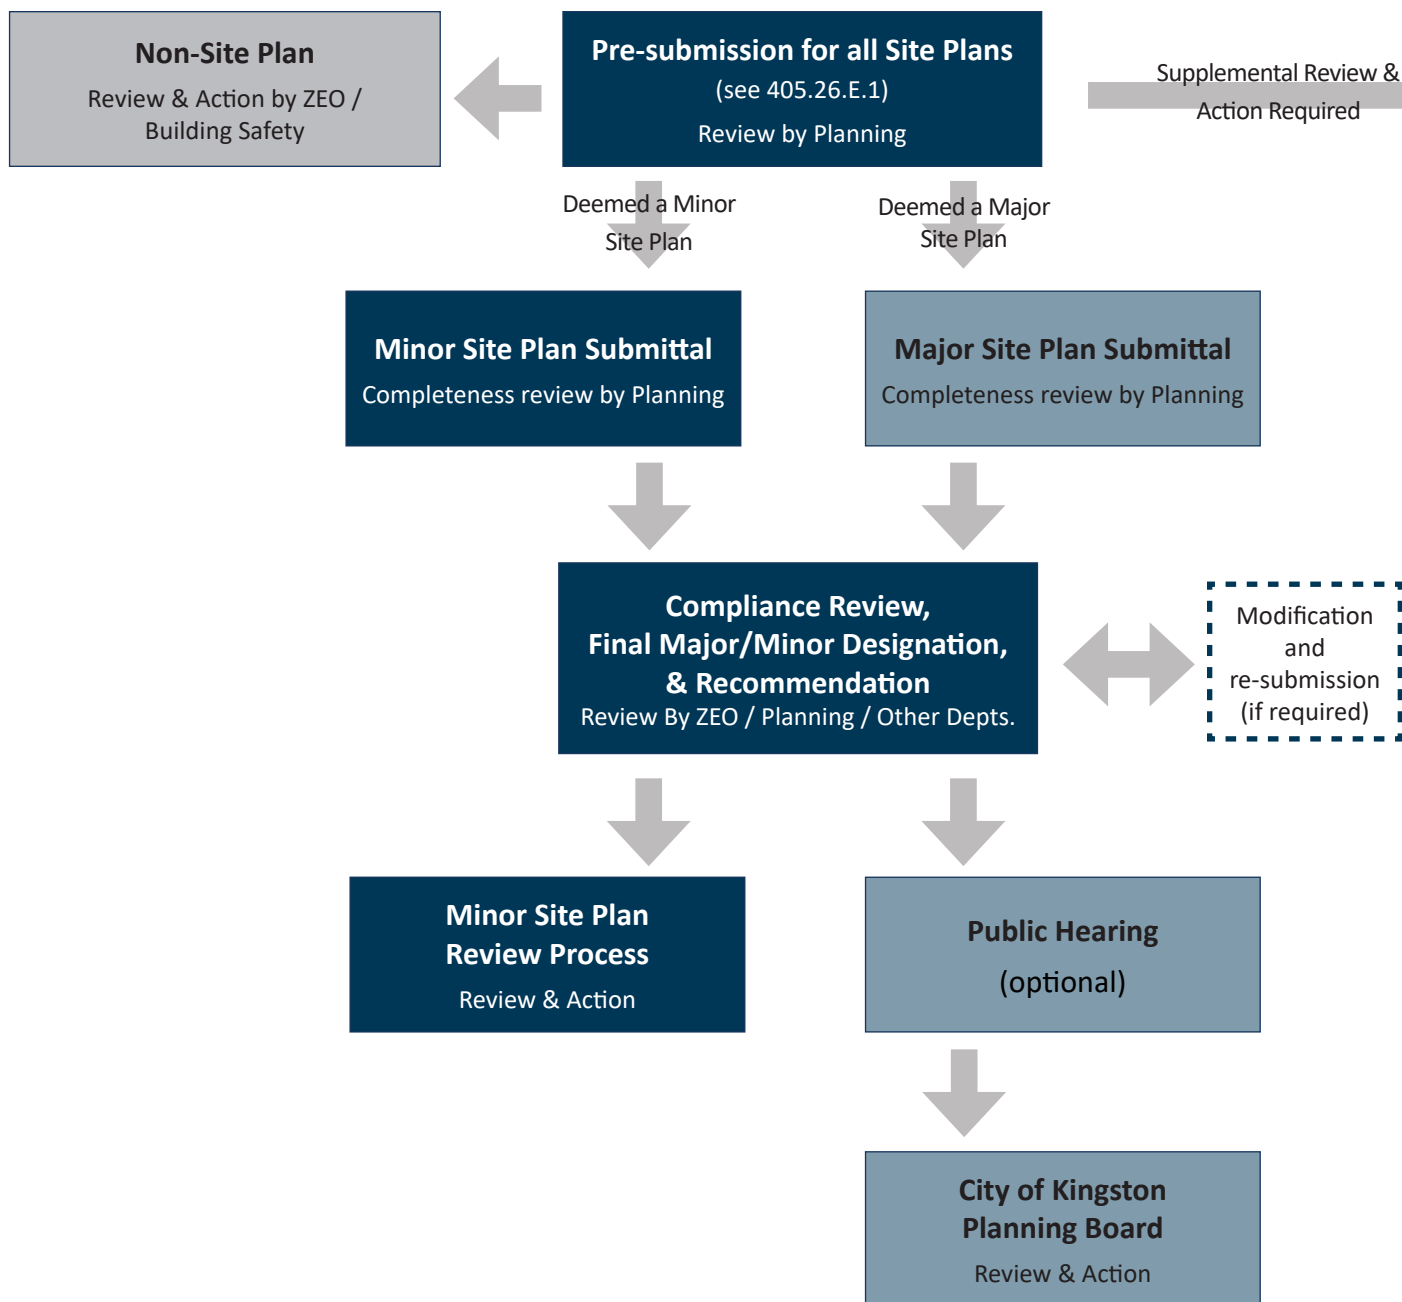 Non-Site Plan
Review & Action by ZEO /
Building Safety
Pre-submission for all Site Plans
(see 405.26.E.1)
Review by Planning
Supplemental Review &
Action Required
Deemed a Minor
Site Plan
Deemed a Major
Site Plan
Minor Site Plan Submittal
Completeness review by Planning
Major Site Plan Submittal
Completeness review by Planning
Compliance Review,
Final Major/Minor Designation,
& Recommendation
Review By ZEO / Planning / Other Depts.
Modification
and
re-submission
(if required)
Minor Site Plan
Review Process
Review & Action
Public Hearing
(optional)
City of Kingston
Planning Board
Review & Action